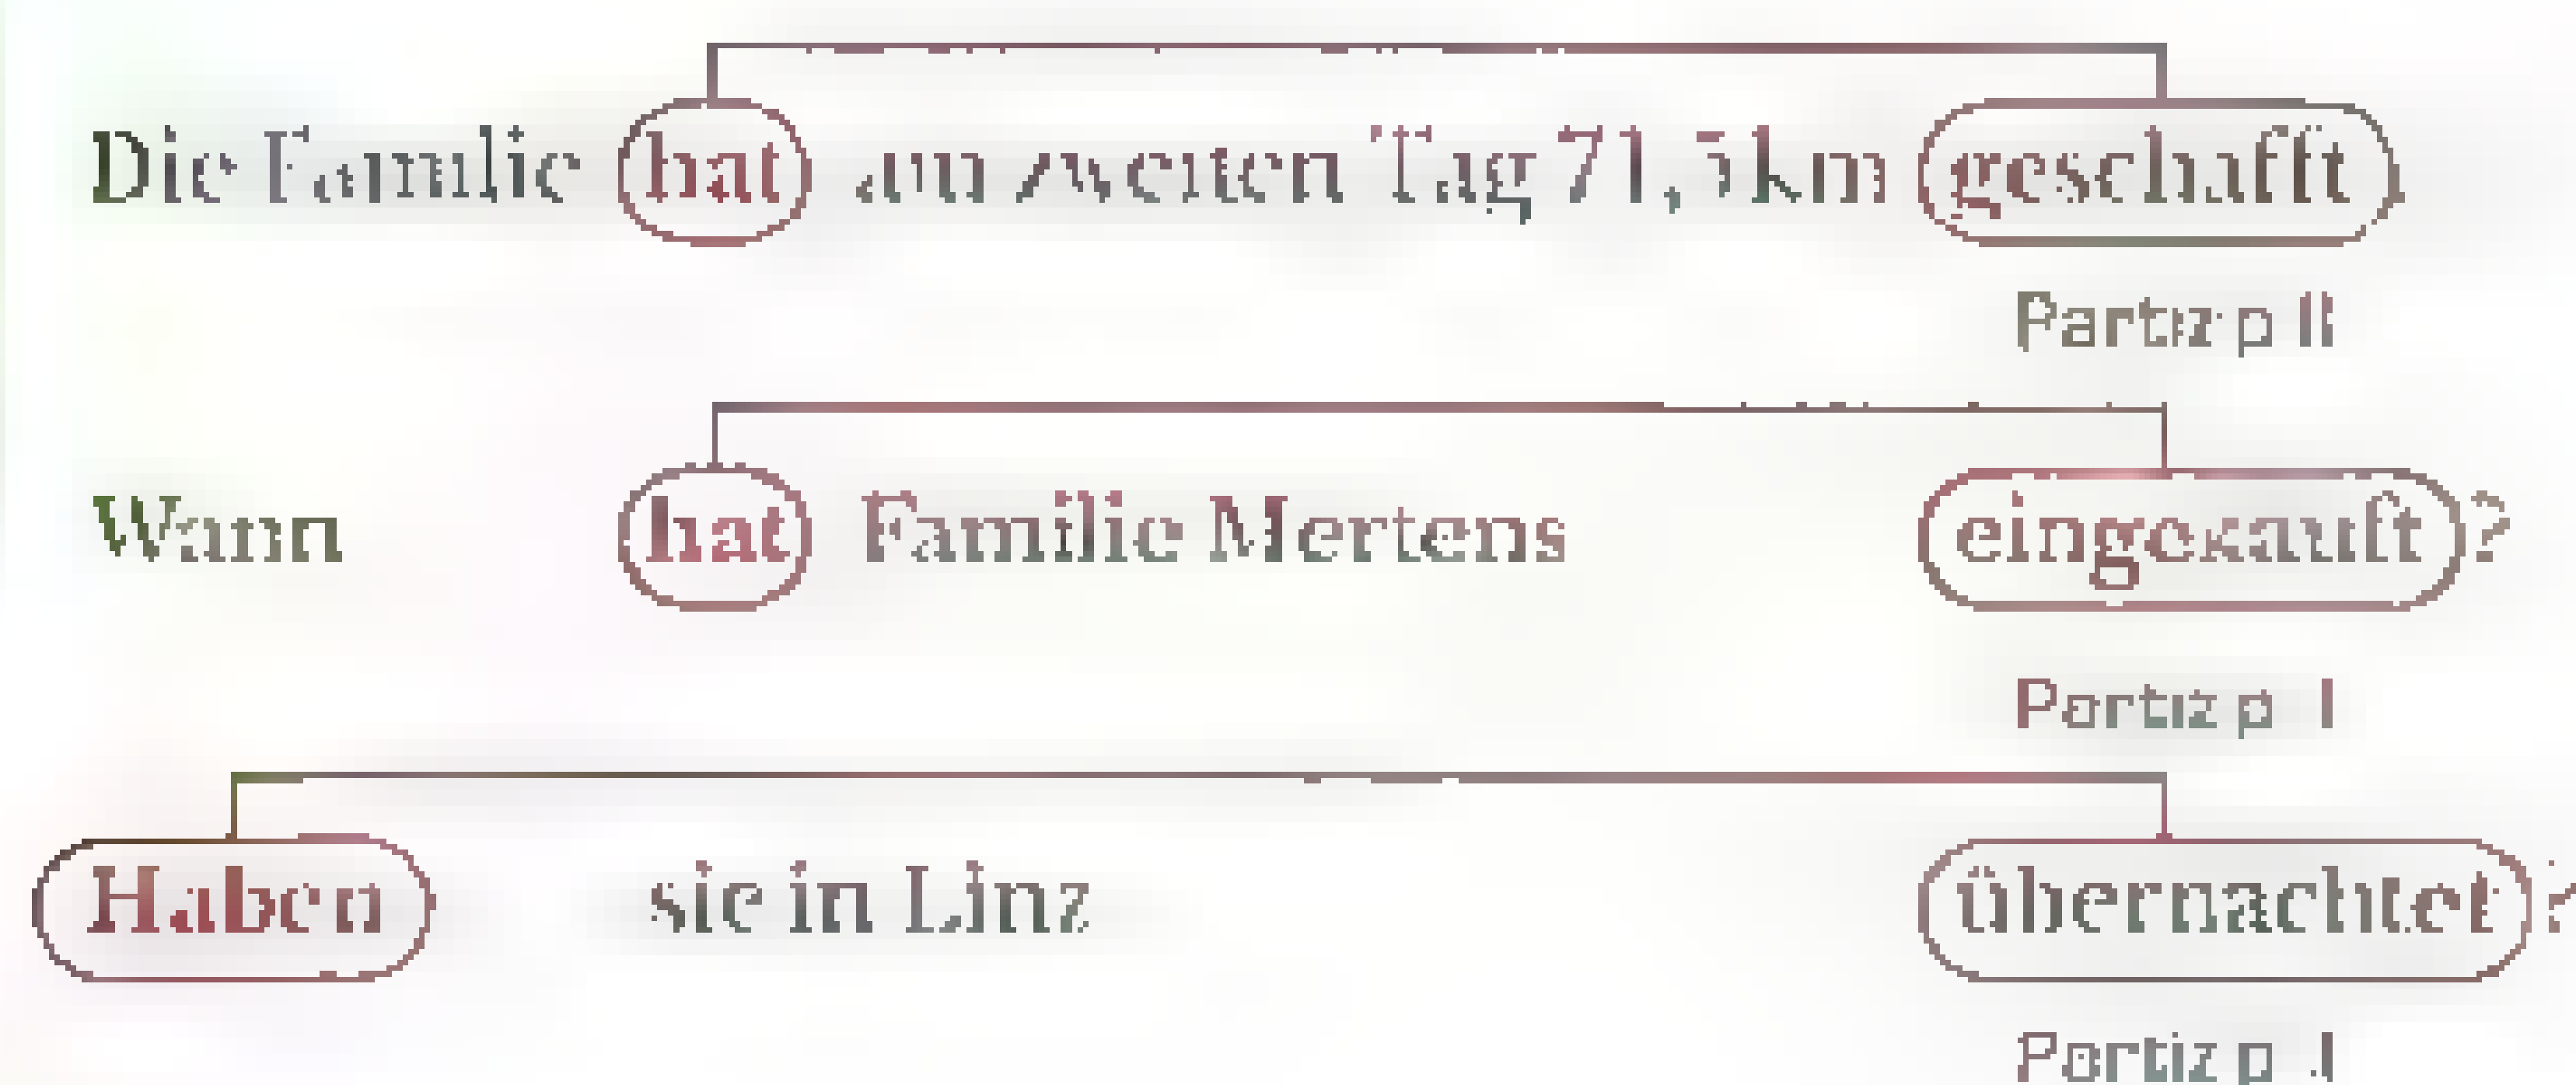 Die Familie hat am zweiten Tag 71,5 km geschafft
Partizip II
Wann hat Familie Mertens eingekauft?
Partizip II
Haben sie in Linz übernachtet?
Partizip II